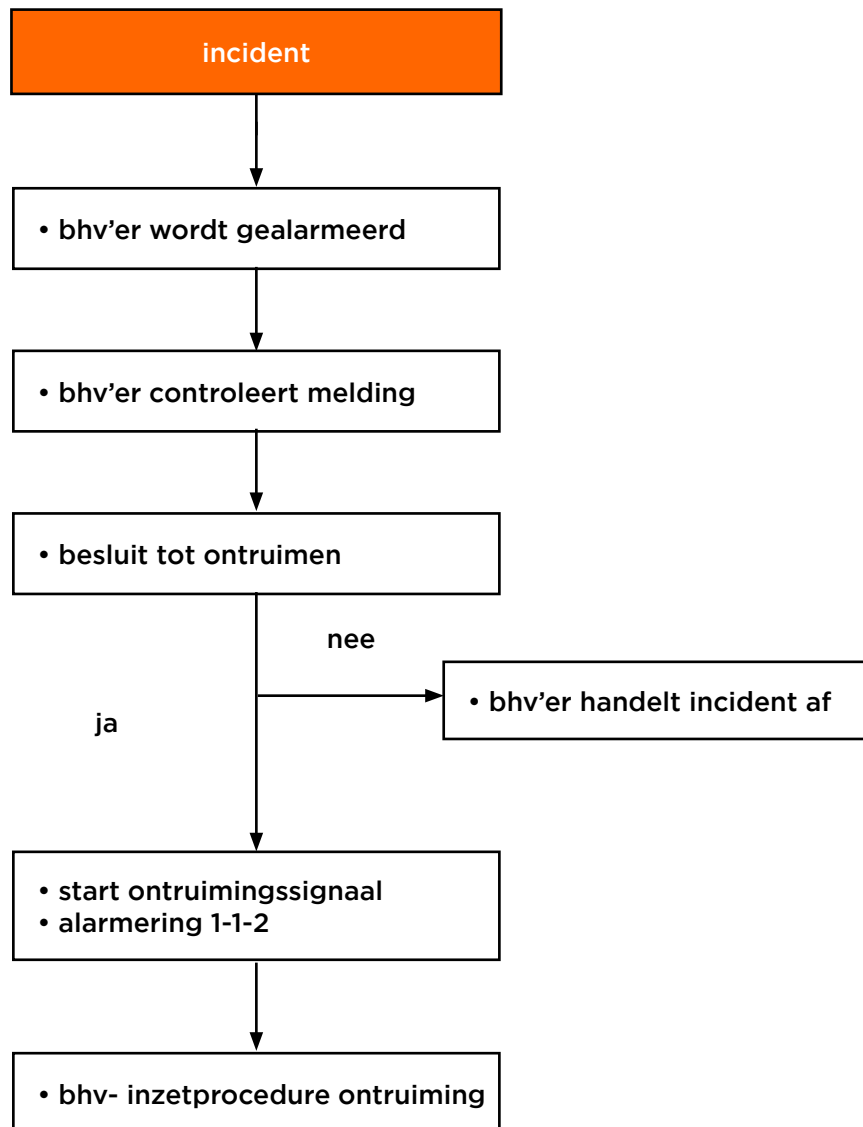 incident
• bhv’er wordt gealarmeerd
• bhv’er controleert melding
• besluit tot ontruimen
nee
• bhv’er handelt incident af
ja
• start ontruimingssignaal
• alarmering 1-1-2
• bhv- inzetprocedure ontruiming